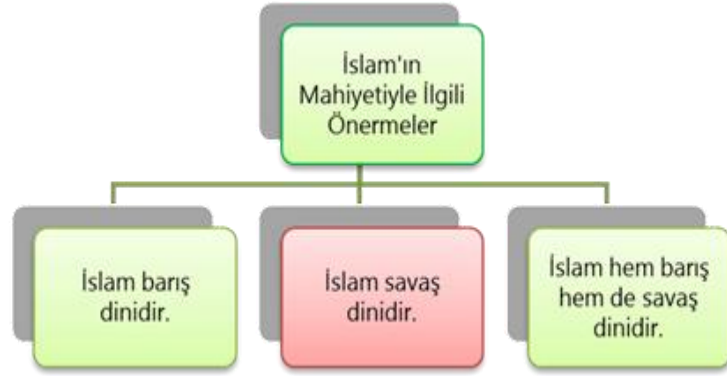 İslam'ın
Mahiyetiyle İlgili
Önermeler
İslam barış
dinidir.
İslam savaş
dinidir.
İslam hem barış
hem de savaş
dinidir.